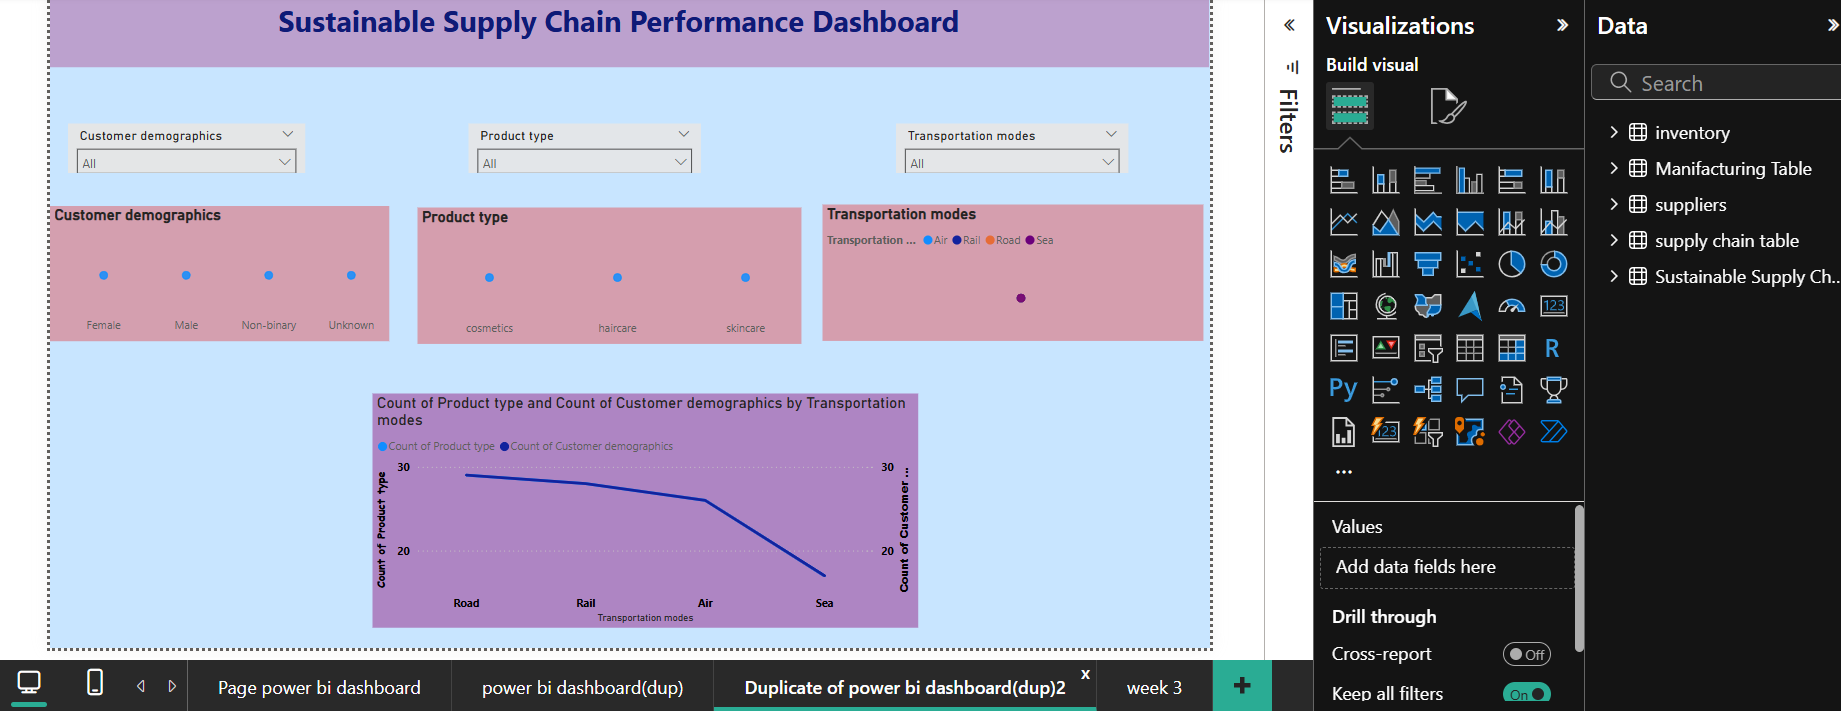 Sustainable Supply Chain Performance Dashboard
Customer demographics
All
Product type
All
Transportation modes
All
Customer demographics
Female Male Non-binary Unknown
Product type
cosmetics haircare skincare
Transportation modes
Transportation ... Air Rail Road Sea
Count of Product type and Count of Customer demographics by Transportation
modes
Count of Product type Count of Customer demographics
Count of Product type
30
20
30
20
Count of Customer ...
Road Rail Air Sea
Transportation modes
Filters
Visualizations
Build visual
123
R
Py
123
...
Values
Add data fields here
Drill through
Cross-report
Off
Keep all filters
On
Data
Search
inventory
Manifacturing Table
suppliers
supply chain table
Sustainable Supply Ch...
Page power bi dashboard
power bi dashboard(dup)
Duplicate of power bi dashboard(dup)2
x
week 3
+